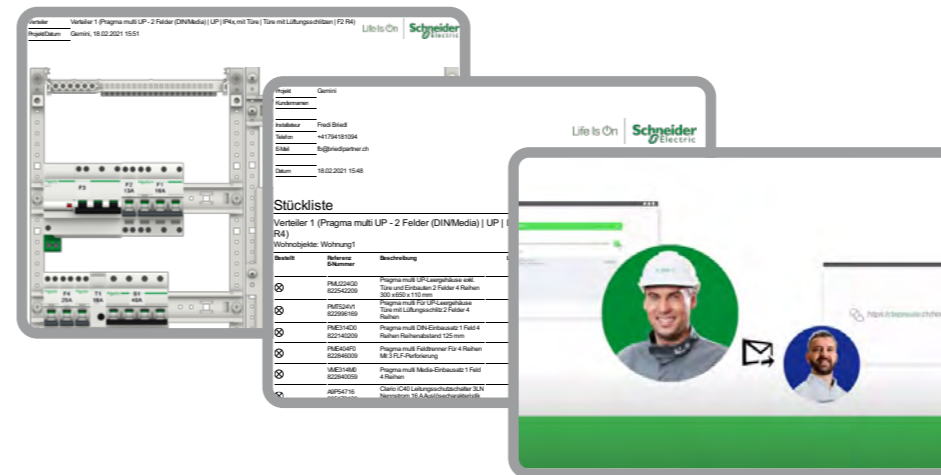 Verteiler Verteiler 1 (Pragma multi UP - 2 Felder (DIN/Media) | UP | IP4x, mit Türe | Türe mit Lüftungsschlitzen | F2 R4)
Projekt/Datum Gemini, 18.02.2021 15:51
Life Is On Schneider Electric
F3
F2 13A
F1 16A
F4 25A
T1 16A
S1 40A
Projekt Gemini
Kundennamen
Installateur Fredi Briedl
Telefon +41794181094
E-Mail fb@briedlpartner.ch
Datum 18.02.2021 15:48
Life Is On Schneider Electric
Stückliste
Verteiler 1 (Pragma multi UP - 2 Felder (DIN/Media) | UP |
R4)
Wohnobjekte: Wohnung1
Bestellt Referenz E-Nummer Beschreibung
PMU224G0 822542209 Pragma multi UP-Leergehäuse exkl. Türe und Einbauten 2 Felder 4 Reihen 300 x 650 x 110 mm
PMT524V1 822996169 Pragma multi Für UP-Leergehäuse Türe mit Lüftungsschlitz 2 Felder 4 Reihen
PME314D0 822140209 Pragma multi DIN-Einbausatz 1 Feld 4 Reihen Reihenabstand 125 mm
PME404F0 822846009 Pragma multi Feldtrenner Für 4 Reihen Mit 3 FLF-Perforierung
VME314M0 822840059 Pragma multi Media-Einbausatz 1 Feld 4 Reihen
A9P54716 Clario iC40 Leitungsschutzschalter 3LN
Nennstrom 16 A Auslösecharakteristik